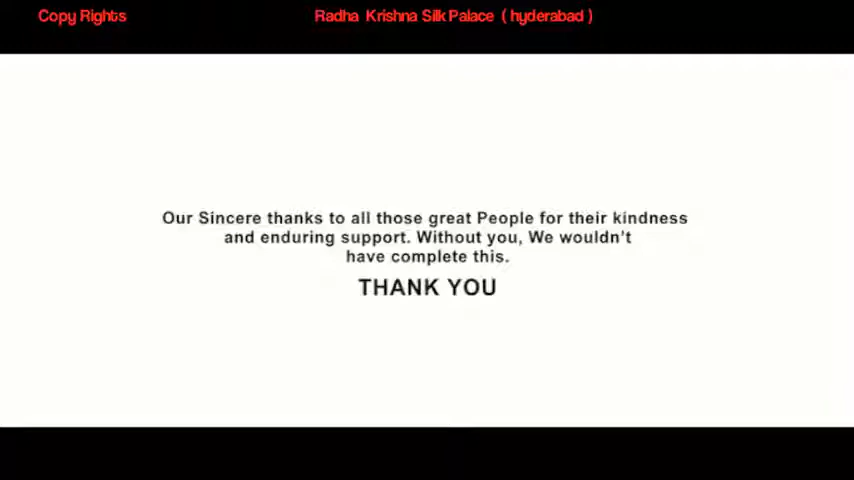 Copy Rights
Radha Krishna Silk Palace ( hyderabad )
Our Sincere thanks to all those great People for their kindness
and enduring support. Without you, We wouldn't
have complete this.
THANK YOU